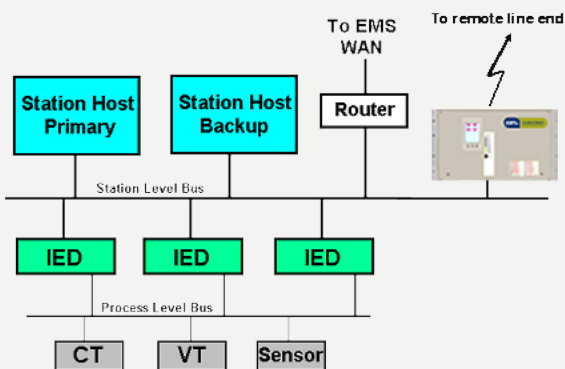 To EMS
WAN
To remote line end
Station Host
Primary
Station Host
Backup
Router
Station Level Bus
IED
IED
IED
Process Level Bus
CT
VT
Sensor